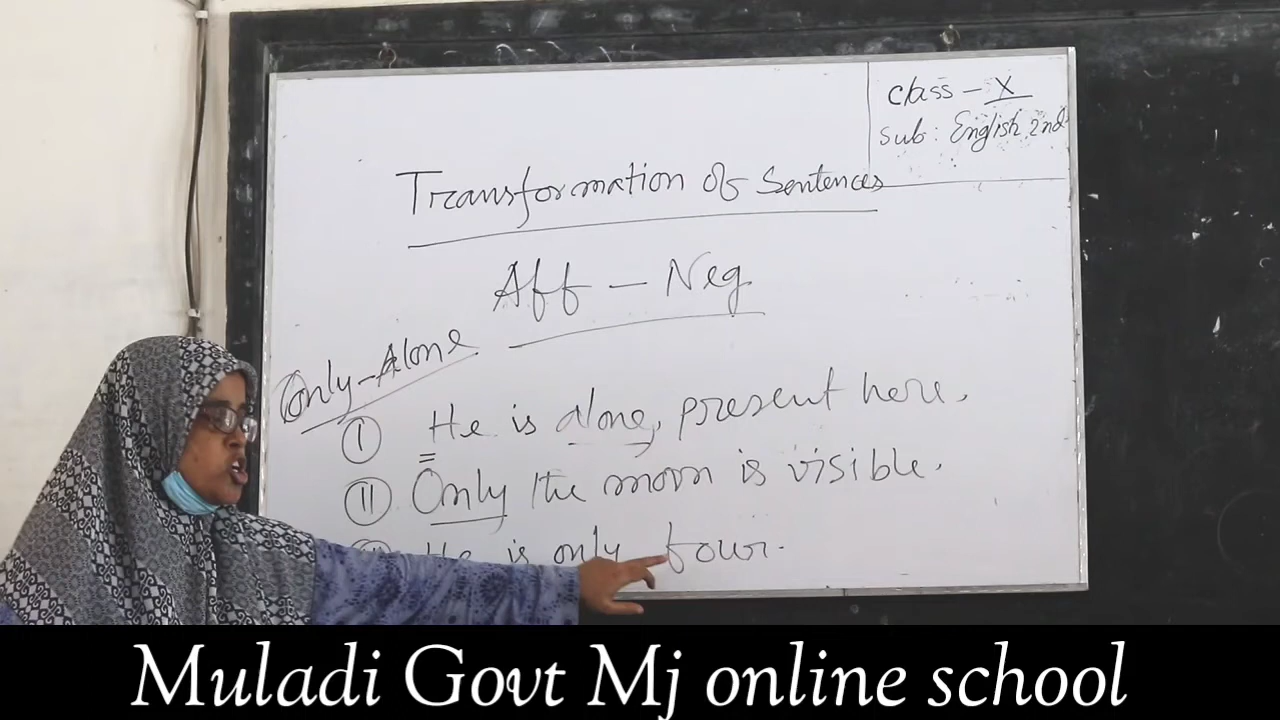 Class - X
Sub: English 2nd
Transformation of Sentences
Aff - Neg
Only - Alone
I He is alone, present here.
II Only the moon is visible.
He is only four.
Muladi Govt Mj online school